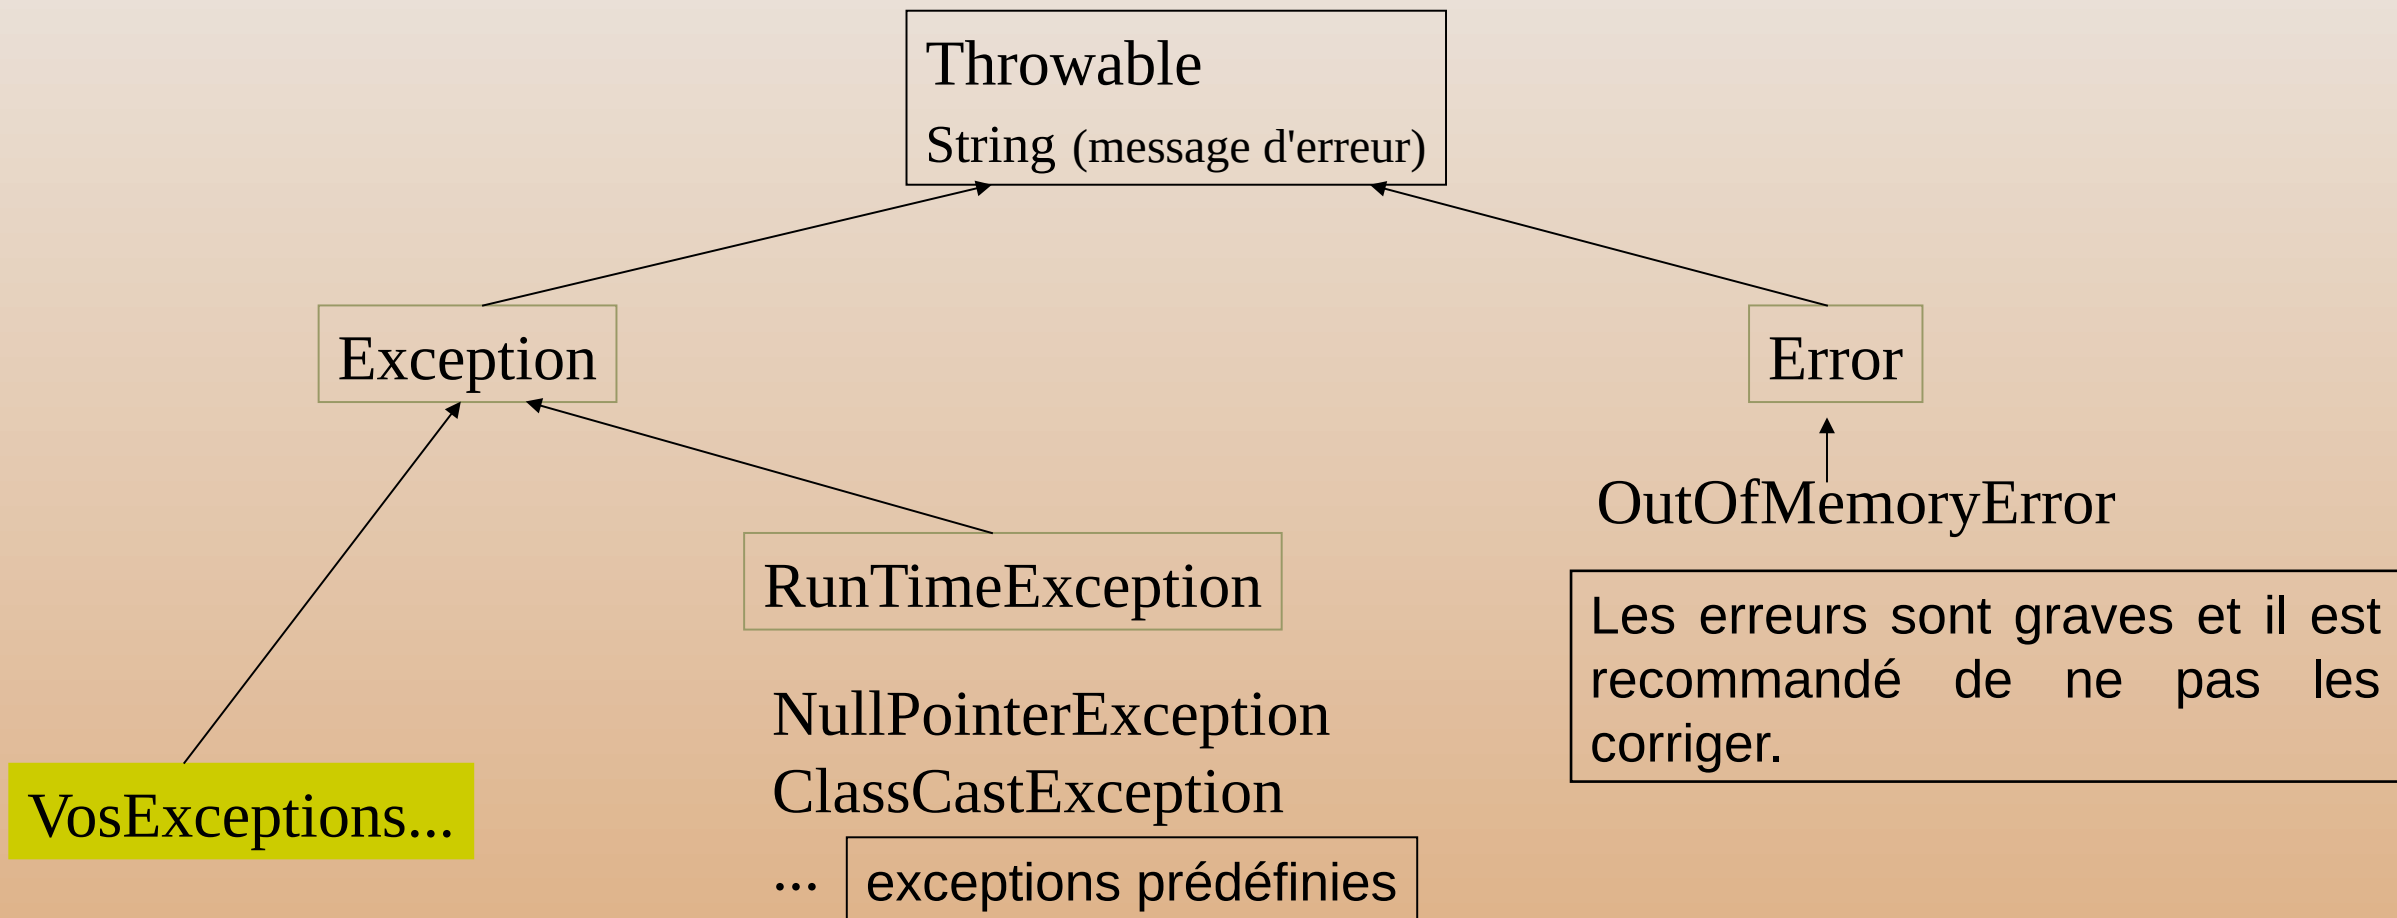 Throwable
String (message d'erreur)
Exception
Error
OutOfMemoryError
RunTimeException
Les erreurs sont graves et il est
recommandé de ne pas les
corriger.
NullPointerException
ClassCastException
VosExceptions...
... exceptions prédéfinies